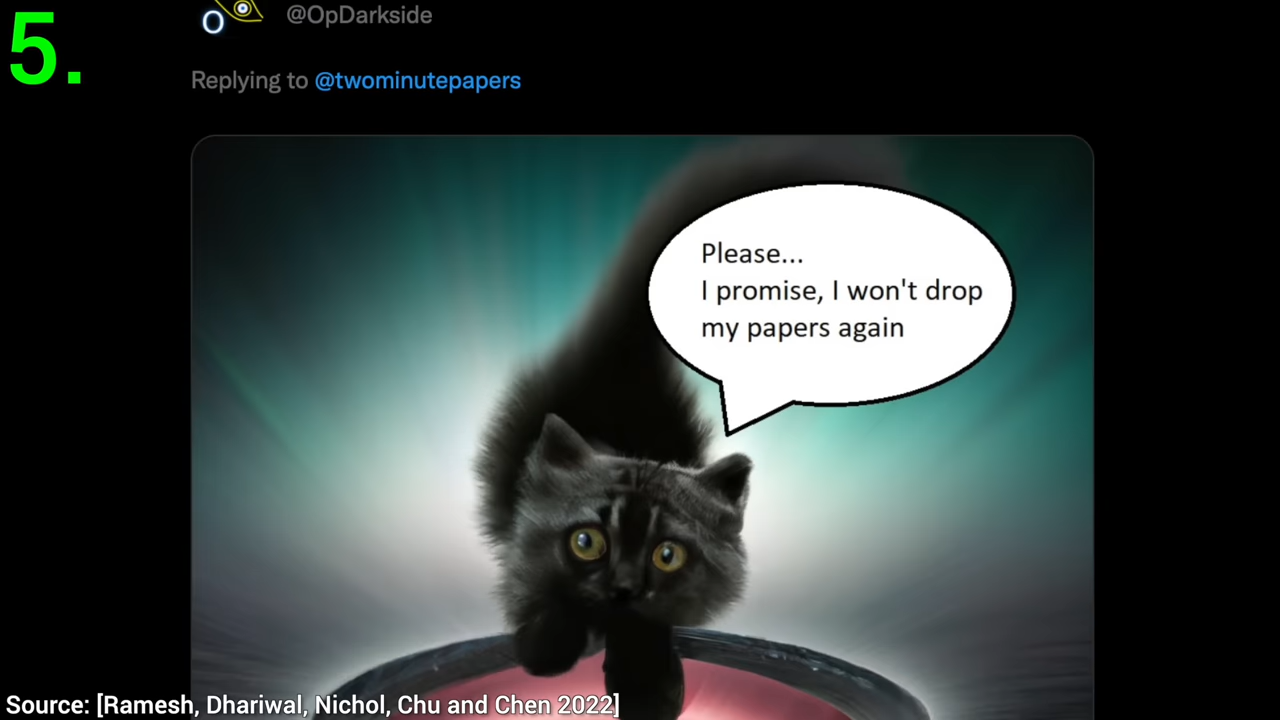 5.
O
@OpDarkside
Replying to @twominutepapers
Please...
I promise, I won't drop
my papers again
Source: [Ramesh, Dhariwal, Nichol, Chu and Chen 2022]